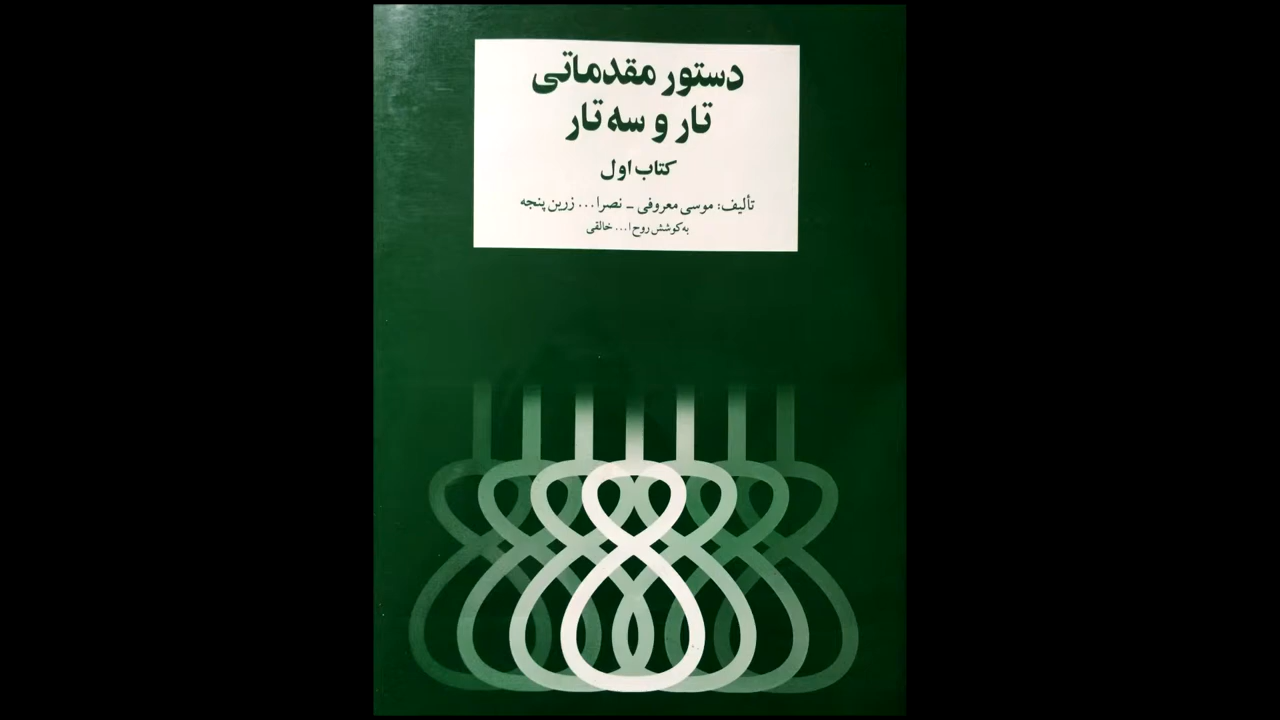 دستور مقدماتی
تار و سه تار
کتاب اول
تألیف: موسی معروفی ـ نصرا... زرین پنجه
به کوشش روح ا... خالقی